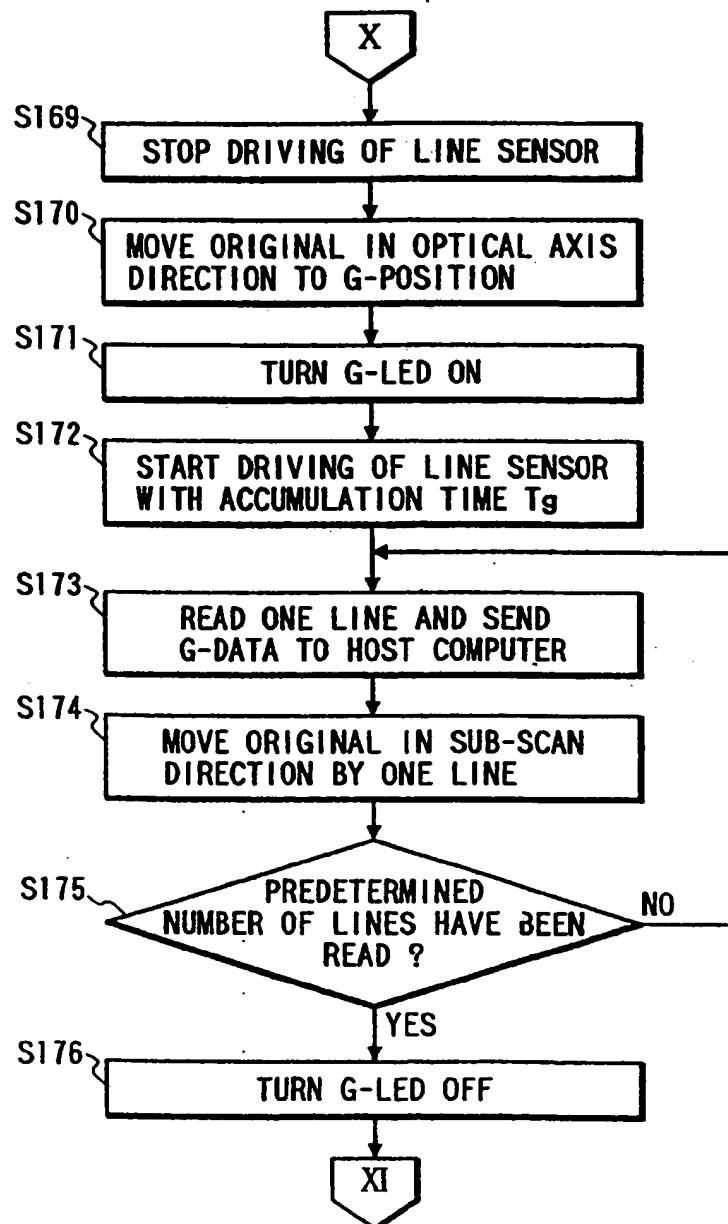 X
S169
STOP DRIVING OF LINE SENSOR
S170
MOVE ORIGINAL IN OPTICAL AXIS
DIRECTION TO G-POSITION
S171
TURN G-LED ON
S172
START DRIVING OF LINE SENSOR
WITH ACCUMULATION TIME Tg
S173
READ ONE LINE AND SEND
G-DATA TO HOST COMPUTER
S174
MOVE ORIGINAL IN SUB-SCAN
DIRECTION BY ONE LINE
S175
PREDETERMINED
NUMBER OF LINES HAVE BEEN
READ ?
NO
YES
S176
TURN G-LED OFF
XI